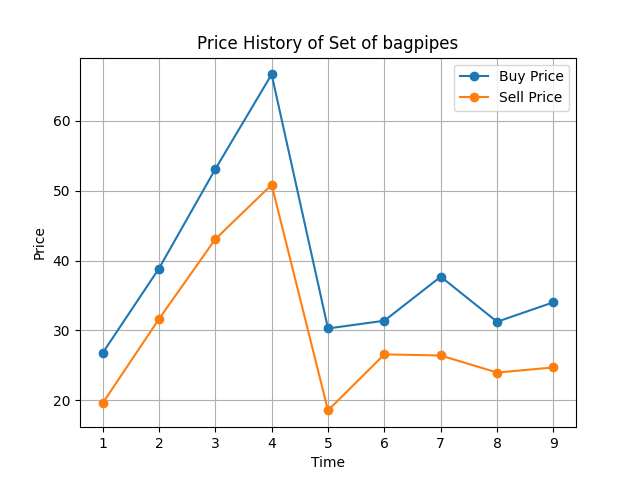 Price History of Set of bagpipes
Buy Price
Sell Price
Price
60
50
40
30
20
1 2 3 4 5 6 7 8 9
Time